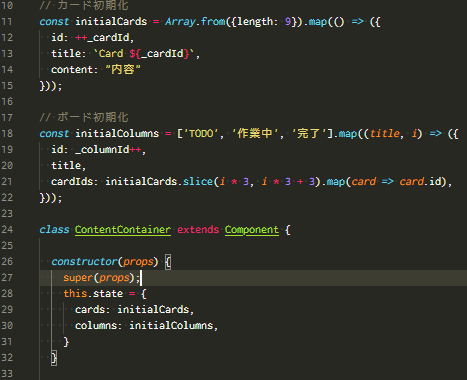 10 // カード初期化
11 const initialCards = Array.from({length: 9}).map(() => ({
12   id: ++_cardId,
13   title: `Card ${_cardId}`,
14   content: "内容"
15 }));
16
17 // ボード初期化
18 const initialColumns = ['TODO', '作業中', '完了'].map((title, i) => ({
19   id: _columnId++,
20   title,
21   cardIds: initialCards.slice(i * 3, i * 3 + 3).map(card => card.id),
22 }));
23
24 class ContentContainer extends Component {
25
26   constructor(props) {
27     super(props);
28     this.state = {
29       cards: initialCards,
30       columns: initialColumns,
31     }
32   }
33